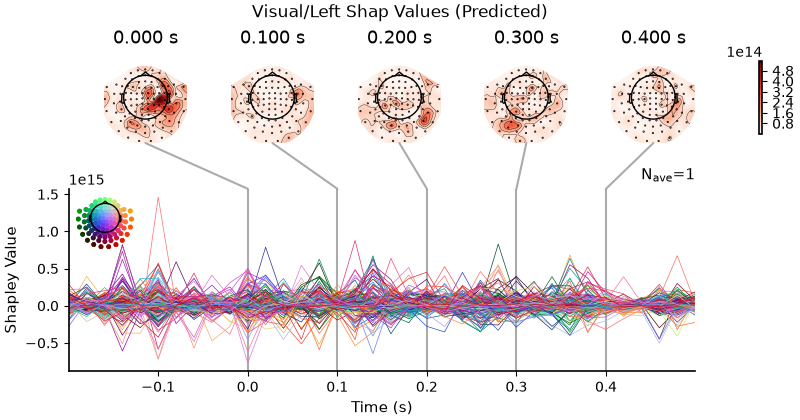 Visual/Left Shap Values (Predicted)
0.000 s 0.100 s 0.200 s 0.300 s 0.400 s
1e14
4.8
4.0
3.2
2.4
1.6
0.8
Nave=1
1e15
1.5
1.0
0.5
0.0
−0.5
Shapley Value
−0.1 0.0 0.1 0.2 0.3 0.4
Time (s)